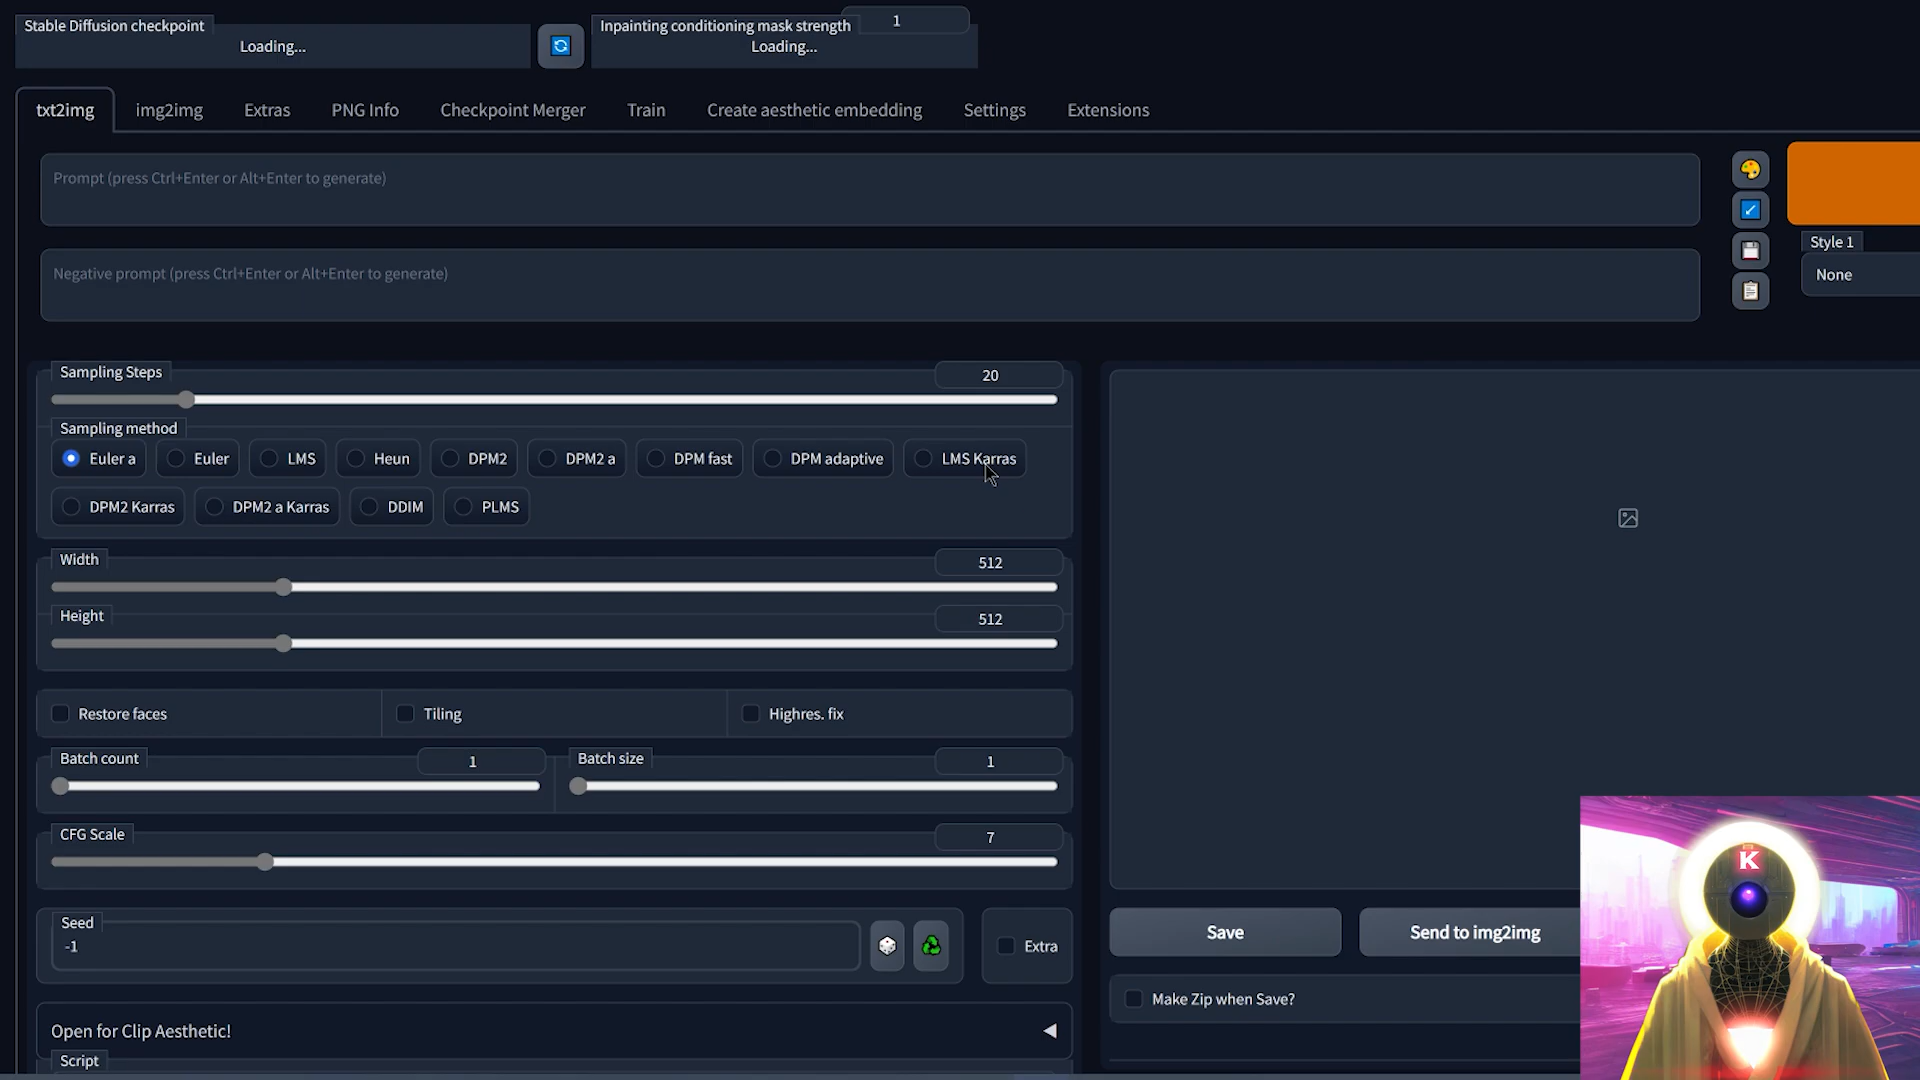 Stable Diffusion checkpoint
Loading...
Inpainting conditioning mask strength
1
Loading...
txt2img
img2img
Extras
PNG Info
Checkpoint Merger
Train
Create aesthetic embedding
Settings
Extensions
Prompt (press Ctrl+Enter or Alt+Enter to generate)
Negative prompt (press Ctrl+Enter or Alt+Enter to generate)
Style 1
None
Sampling Steps
20
Sampling method
Euler a
Euler
LMS
Heun
DPM2
DPM2 a
DPM fast
DPM adaptive
LMS Karras
DPM2 Karras
DPM2 a Karras
DDIM
PLMS
Width
512
Height
512
Restore faces
Tiling
Highres. fix
Batch count
1
Batch size
1
CFG Scale
7
Seed
-1
Extra
Open for Clip Aesthetic!
Script
Save
Send to img2img
Make Zip when Save?
K